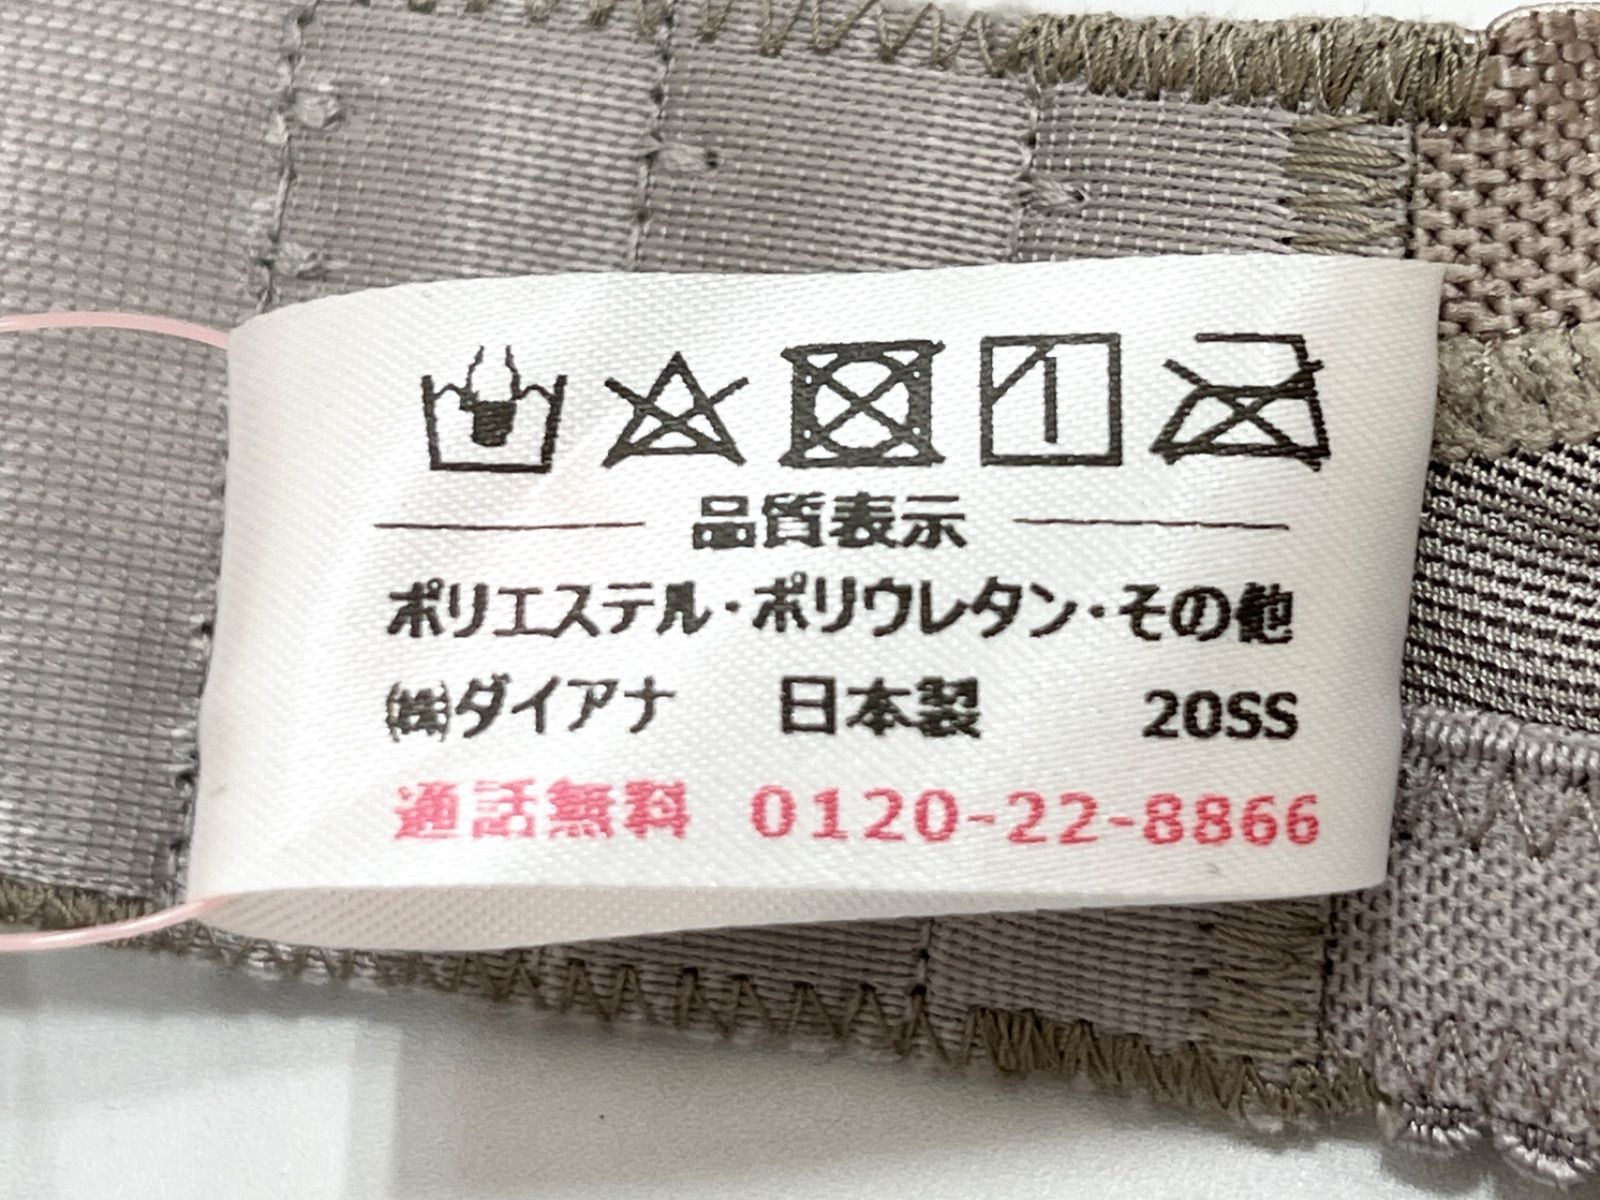 品質表示
ポリエステル・ポリウレタン・その他
㈱ダイアナ 日本製 20SS
通話無料 0120-22-8866